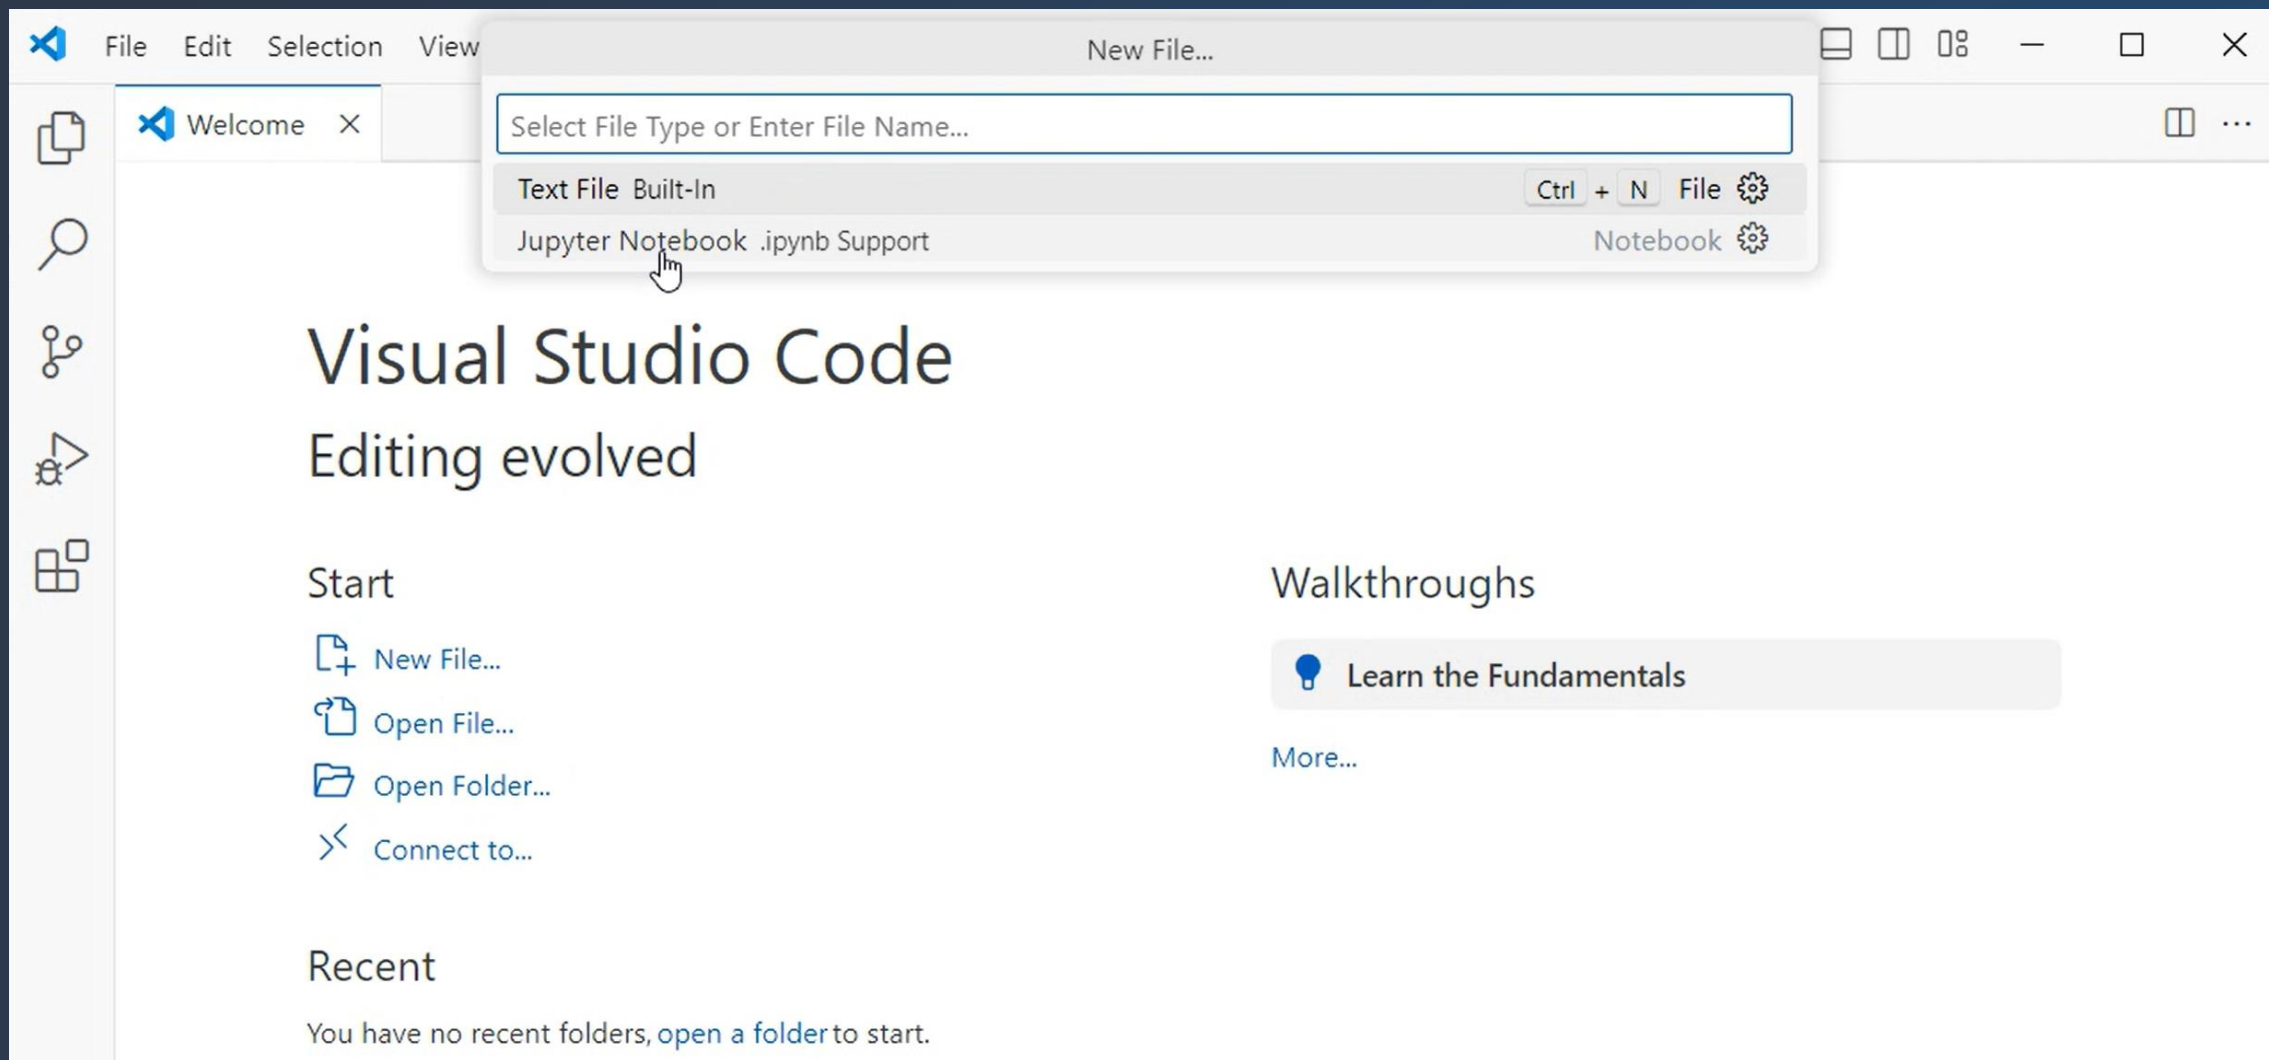 File Edit Selection View
New File...
Welcome
Select File Type or Enter File Name...
Text File Built-In Ctrl + N File
Jupyter Notebook .ipynb Support Notebook
Visual Studio Code
Editing evolved
Start
New File...
Open File...
Open Folder...
Connect to...
Walkthroughs
Learn the Fundamentals
More...
Recent
You have no recent folders, open a folder to start.